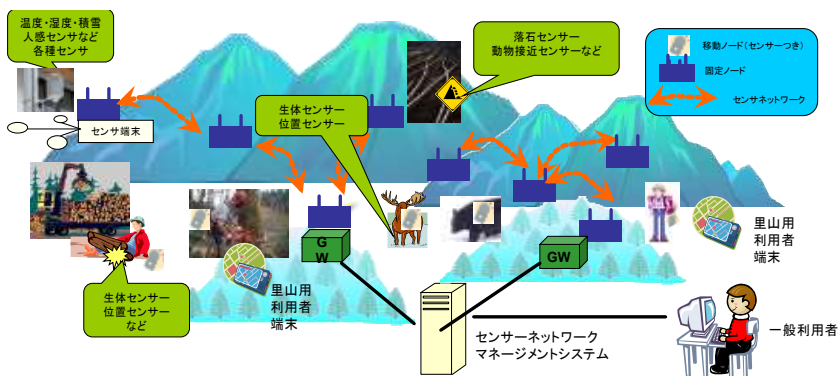 温度・湿度・積雪
人感センサなど
各種センサ
センサ端末
生体センサー
位置センサー
落石センサー
動物接近センサーなど
移動ノード(センサーつき)
固定ノード
センサネットワーク
G
W
GW
里山用
利用者
端末
里山用
利用者
端末
生体センサー
位置センサー
など
センサーネットワーク
マネージメントシステム
一般利用者